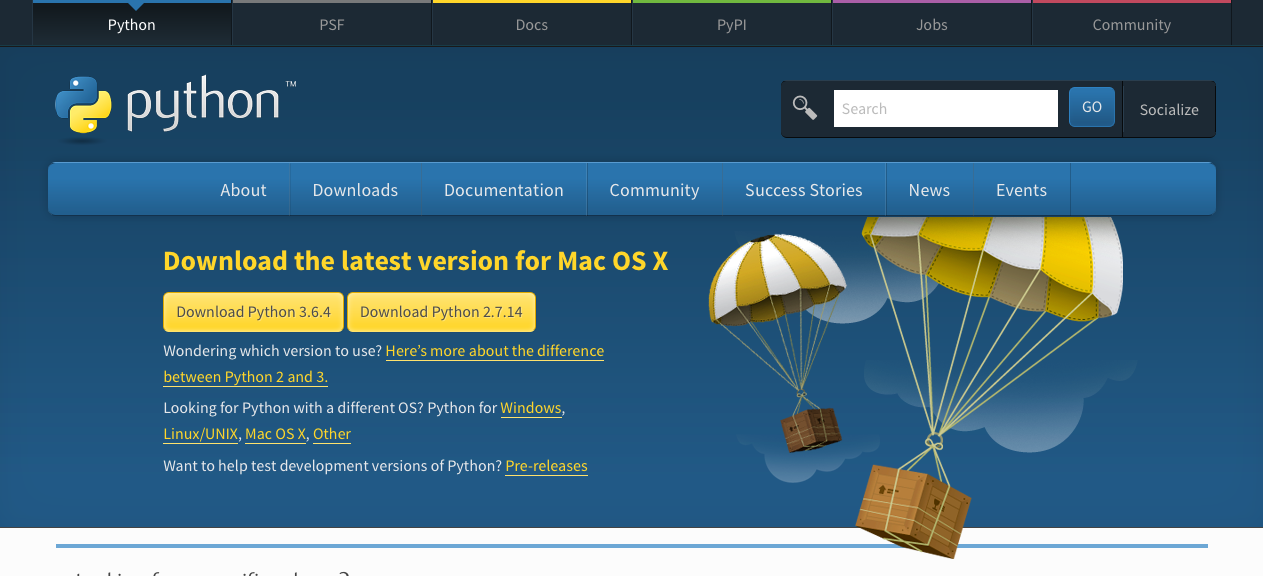 Python PSF Docs PyPI Jobs Community
python™
Search GO Socialize
About Downloads Documentation Community Success Stories News Events
Download the latest version for Mac OS X
Download Python 3.6.4 Download Python 2.7.14
Wondering which version to use? Here’s more about the difference
between Python 2 and 3.
Looking for Python with a different OS? Python for Windows,
Linux/UNIX, Mac OS X, Other
Want to help test development versions of Python? Pre-releases